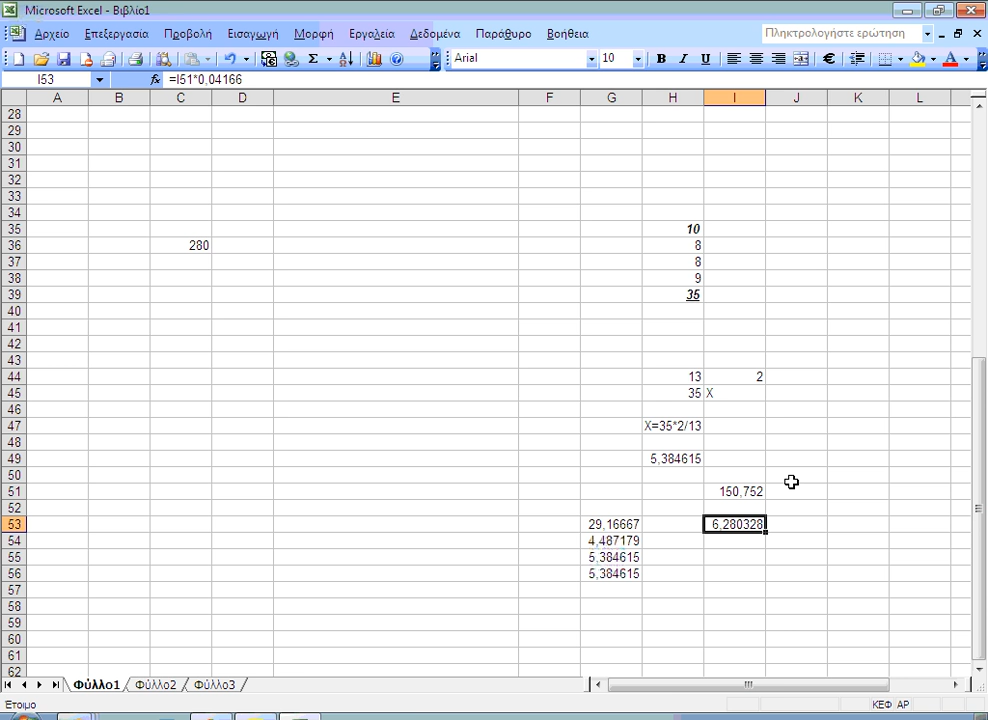 Microsoft Excel - Βιβλίο1
Αρχείο Επεξεργασία Προβολή Εισαγωγή Μορφή Εργαλεία Δεδομένα Παράθυρο Βοήθεια Πληκτρολογήστε ερώτηση
Arial 10 B I U
I53 fx =I51*0,04166
A B C D E F G H I J K L
28
29
30
31
32
33
34
35 10
36 280 8
37 8
38 9
39 35
40
41
42
43
44 13 2
45 35 X
46
47 X=35*2/13
48
49 5,384615
50
51 150,752
52
53 29,16667 6,280328
54 4,487179
55 5,384615
56 5,384615
57
58
59
60
61
62
Φύλλο1 Φύλλο2 Φύλλο3
Έτοιμο ΚΕΦ ΑΡ